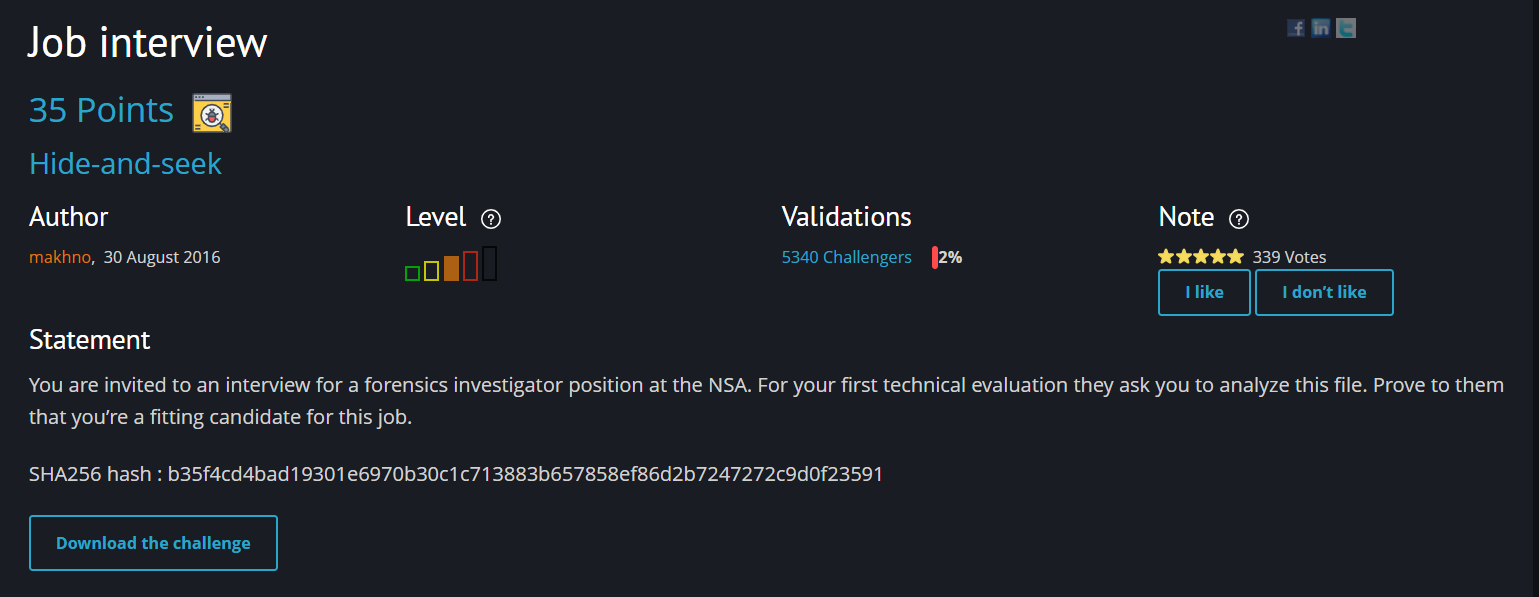 Job interview
35 Points
Hide-and-seek
Author
makhno, 30 August 2016
Level ?
Validations
5340 Challengers 2%
Note ?
339 Votes
I like I don't like
Statement
You are invited to an interview for a forensics investigator position at the NSA. For your first technical evaluation they ask you to analyze this file. Prove to them
that you're a fitting candidate for this job.
SHA256 hash : b35f4cd4bad19301e6970b30c1c713883b657858ef86d2b7247272c9d0f23591
Download the challenge